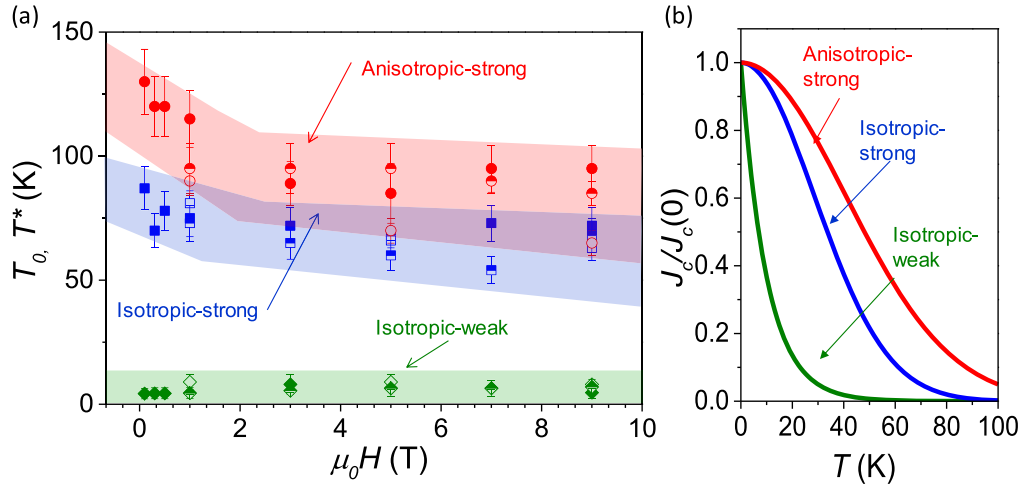 (a)
150
100
50
0
T0, T* (K)
Anisotropic-strong
Isotropic-strong
Isotropic-weak
0 2 4 6 8 10
μ0H (T)
(b)
1.0
0.8
0.6
0.4
0.2
0.0
Jc/Jc(0)
Anisotropic-
strong
Isotropic-
strong
Isotropic-
weak
0 20 40 60 80 100
T (K)